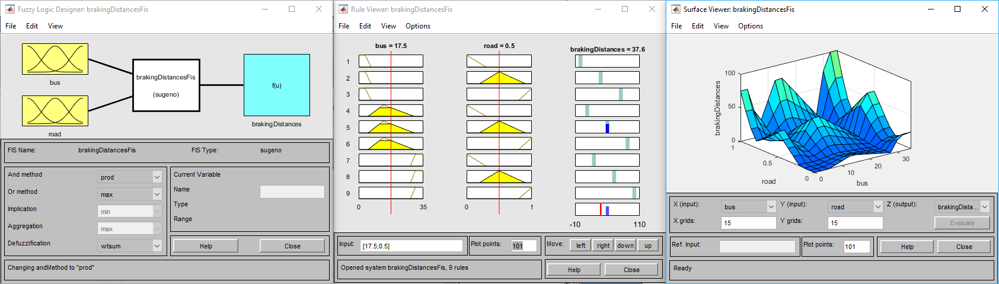 Fuzzy Logic Designer: brakingDistancesFis
File Edit View
bus
road
brakingDistancesFis
(sugeno)
f(u)
brakingDistances
FIS Name: brakingDistancesFis FIS Type: sugeno
And method prod
Or method max
Implication min
Aggregation max
Defuzzification wtsum
Current Variable
Name
Type
Range
Help Close
Changing andMethod to "prod"
Rule Viewer: brakingDistancesFis
File Edit View Options
bus = 17.5 road = 0.5 brakingDistances = 37.6
1
2
3
4
5
6
7
8
9
0 35 0 1
-10 110
Input: [17.5;0.5] Plot points: 101 Move: left right down up
Opened system brakingDistancesFis, 9 rules
Help Close
Surface Viewer: brakingDistancesFis
File Edit View Options
brakingDistances
100
50
0
1
0.5
0
road
0
10
20
30
bus
X (input): bus Y (input): road Z (output): brakingDista...
X grids: 15 Y grids: 15 Evaluate
Ref. Input: Plot points: 101 Help Close
Ready